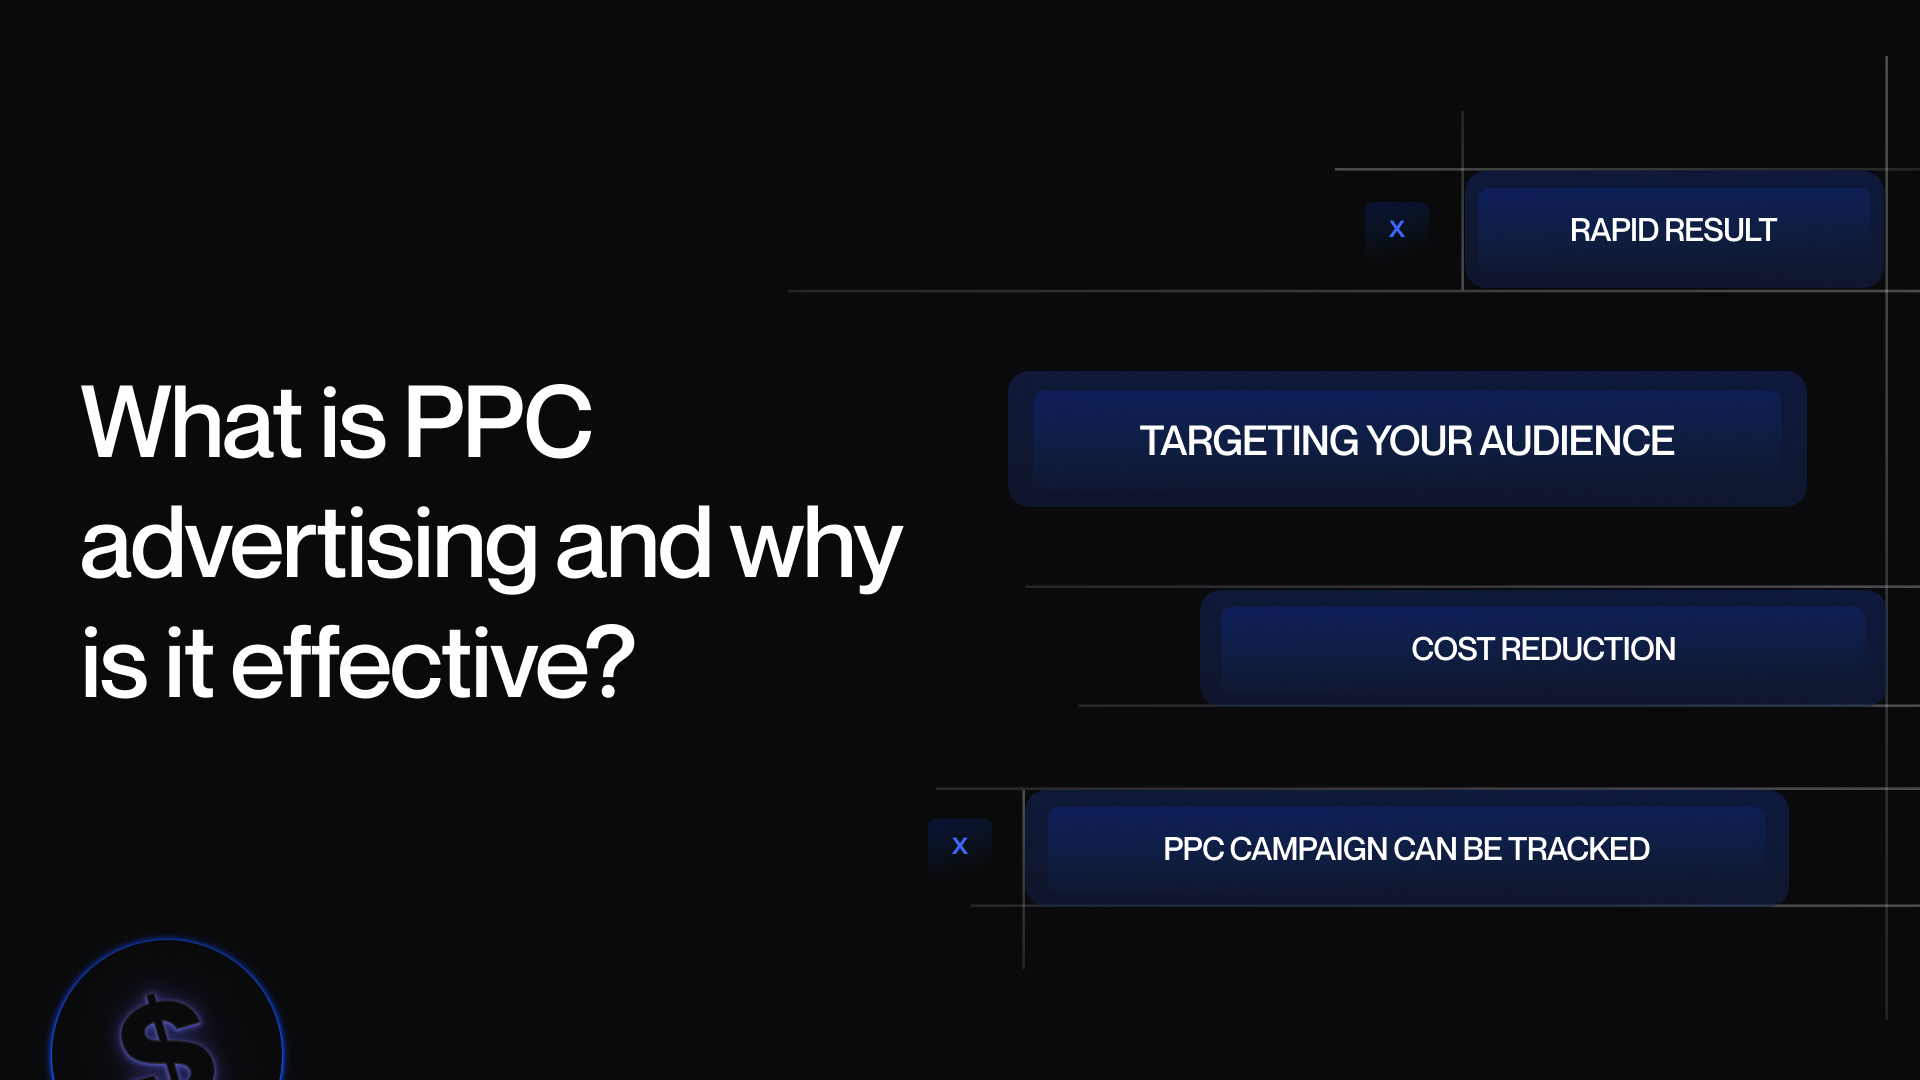 What is PPC
advertising and why
is it effective?
X
RAPID RESULT
TARGETING YOUR AUDIENCE
COST REDUCTION
X
PPC CAMPAIGN CAN BE TRACKED
$